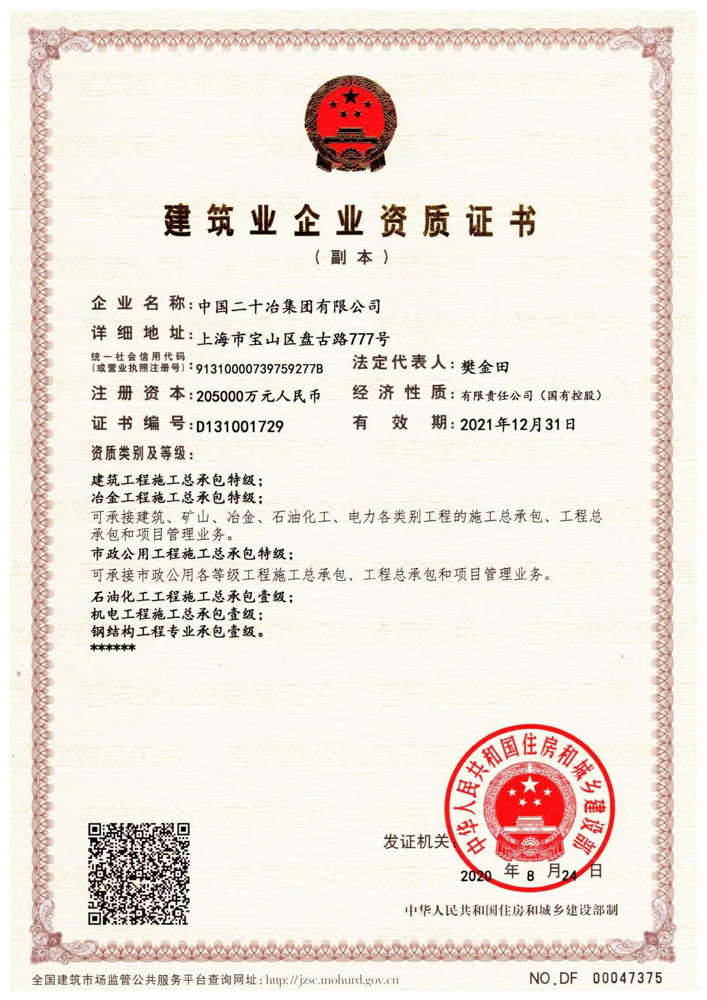 建筑业企业资质证书
（副本）
企业名称：中国二十冶集团有限公司
详细地址：上海市宝山区盘古路777号
统一社会信用代码
（或营业执照注册号）：91310000739759277B 法定代表人：樊金田
注册资本：205000万元人民币 经济性质：有限责任公司（国有控股）
证书编号：D131001729 有效期：2021年12月31日
资质类别及等级：
建筑工程施工总承包特级；
冶金工程施工总承包特级；
可承接建筑、矿山、冶金、石油化工、电力各类别工程的施工总承包、工程总
承包和项目管理业务。
市政公用工程施工总承包特级；
可承接市政公用各等级工程施工总承包、工程总承包和项目管理业务。
石油化工工程施工总承包壹级；
机电工程施工总承包壹级；
钢结构工程专业承包壹级。
******
中华人民共和国住房和城乡建设部
发证机关：
2020年8月24日
中华人民共和国住房和城乡建设部制
全国建筑市场监管公共服务平台查询网址：http://jzsc.mohurd.gov.cn
NO.DF 00047375